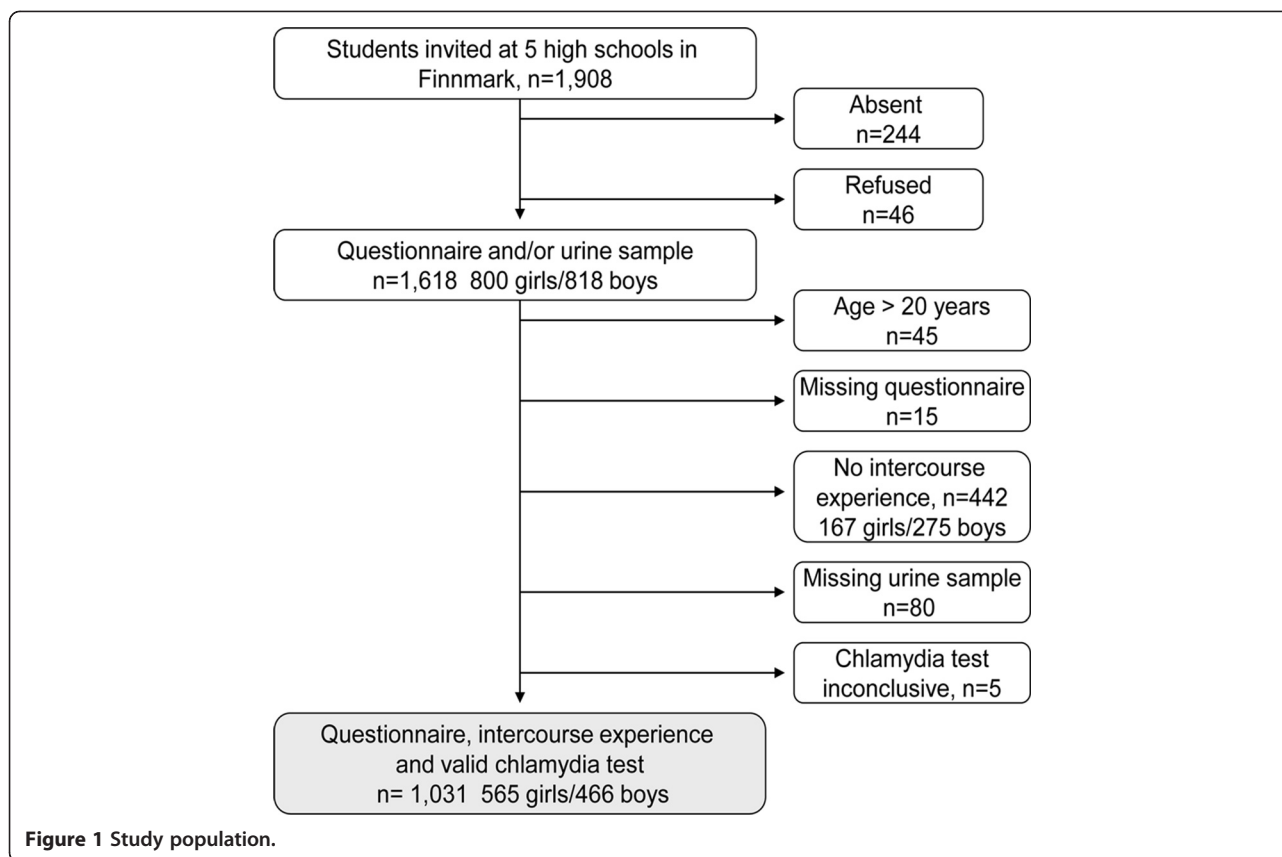 Students invited at 5 high schools in
Finnmark, n=1,908
Absent
n=244
Refused
n=46
Questionnaire and/or urine sample
n=1,618 800 girls/818 boys
Age > 20 years
n=45
Missing questionnaire
n=15
No intercourse
experience, n=442
167 girls/275 boys
Missing urine sample
n=80
Chlamydia test
inconclusive, n=5
Questionnaire, intercourse experience
and valid chlamydia test
n= 1,031 565 girls/466 boys
Figure 1 Study population.